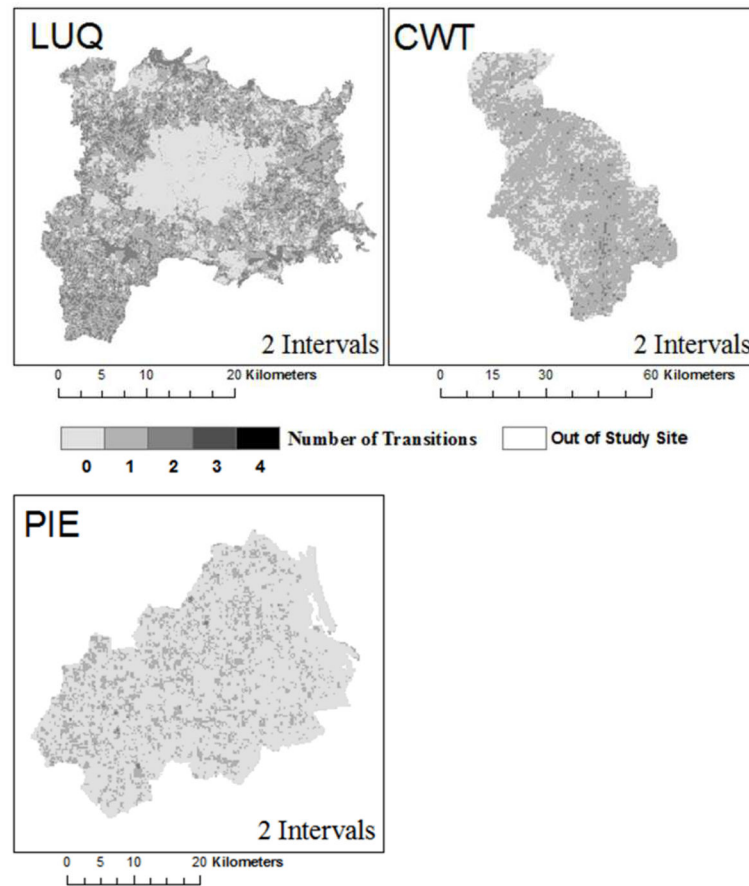 LUQ
2 Intervals
0 5 10 20 Kilometers
CWT
2 Intervals
0 15 30 60 Kilometers
Number of Transitions Out of Study Site
0 1 2 3 4
PIE
2 Intervals
0 5 10 20 Kilometers